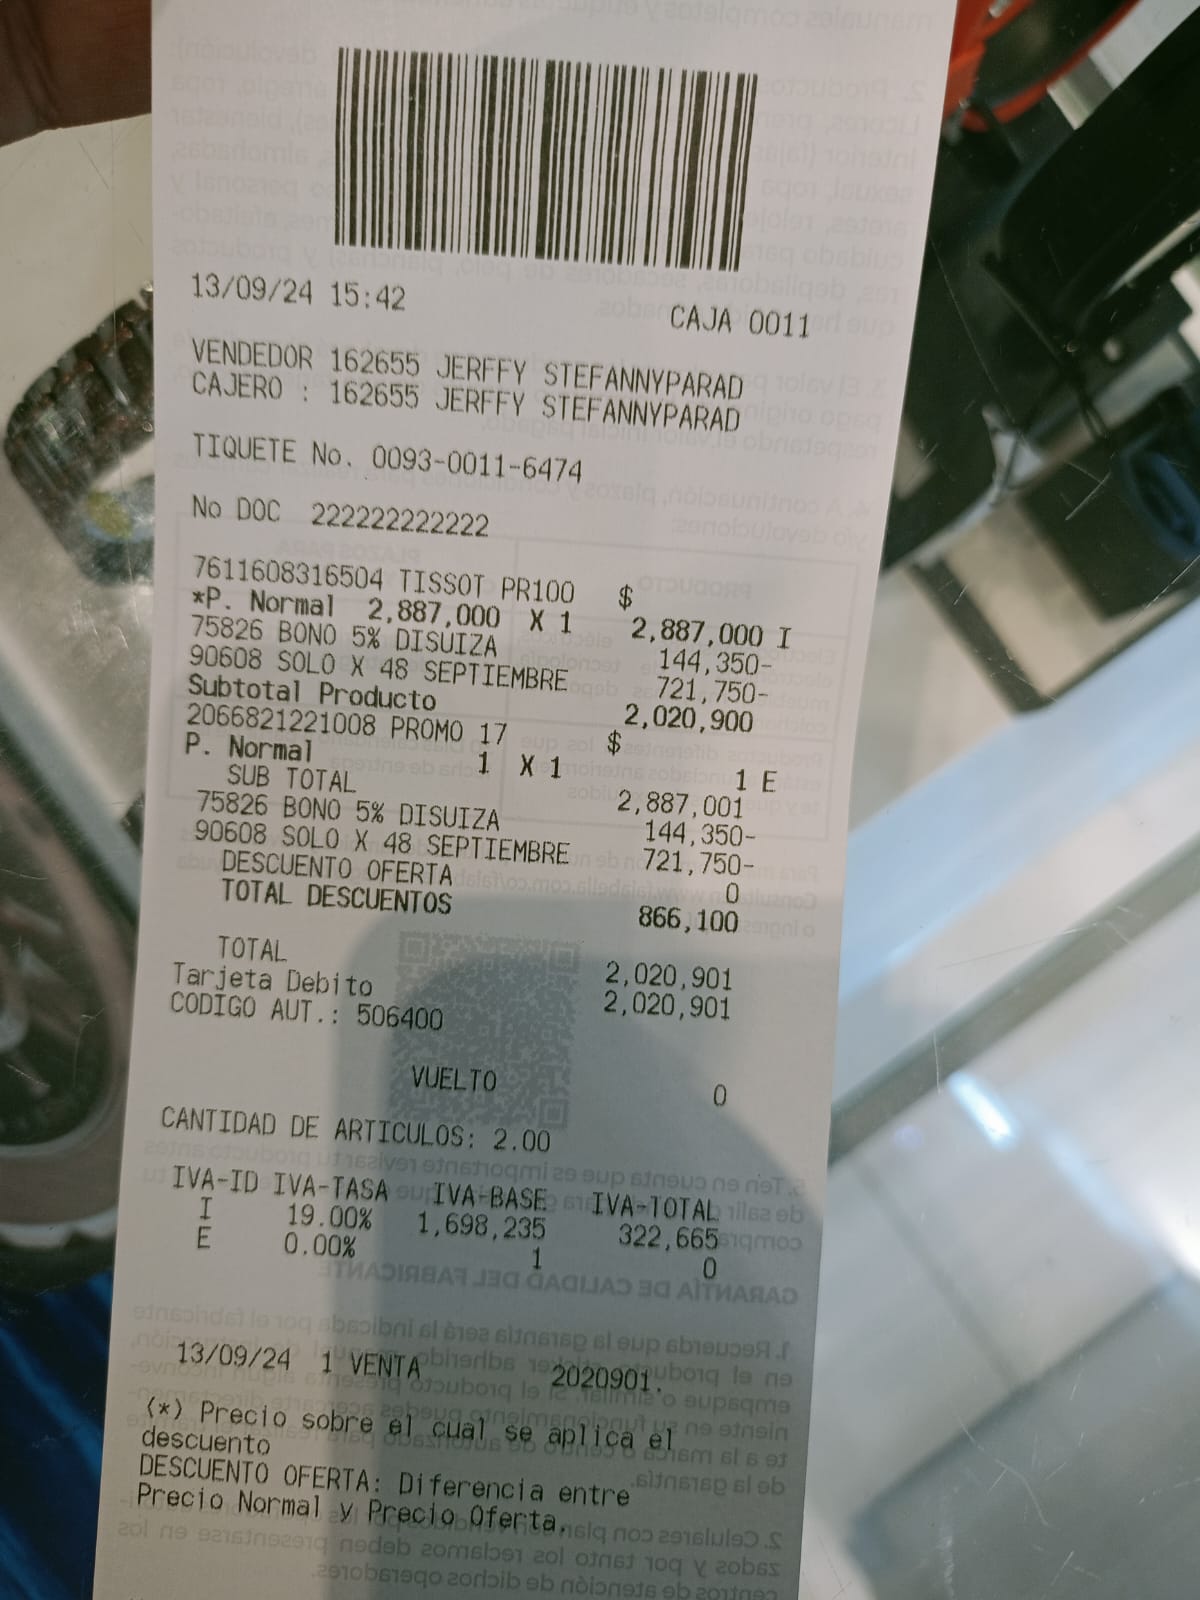 13/09/24 15:42 CAJA 0011
VENDEDOR 162655 JERFFY STEFANNYPARAD
CAJERO : 162655 JERFFY STEFANNYPARAD
TIQUETE No. 0093-0011-6474
No DOC 222222222222
7611608316504 TISSOT PR100 $
*P. Normal 2,887,000 X 1 2,887,000 I
75826 BONO 5% DISUIZA 144,350-
90608 SOLO X 48 SEPTIEMBRE 721,750-
Subtotal Producto 2,020,900
2066821221008 PROMO 17 $
P. Normal 1 X 1 1 E
SUB TOTAL 2,887,001
75826 BONO 5% DISUIZA 144,350-
90608 SOLO X 48 SEPTIEMBRE 721,750-
DESCUENTO OFERTA 0
TOTAL DESCUENTOS 866,100
TOTAL 2,020,901
Tarjeta Debito 2,020,901
CODIGO AUT.: 506400
VUELTO 0
CANTIDAD DE ARTICULOS: 2.00
IVA-ID IVA-TASA IVA-BASE IVA-TOTAL
I 19.00% 1,698,235 322,665
E 0.00% 1 0
13/09/24 1 VENTA 2020901.
(*) Precio sobre el cual se aplica el
descuento
DESCUENTO OFERTA: Diferencia entre
Precio Normal y Precio Oferta.